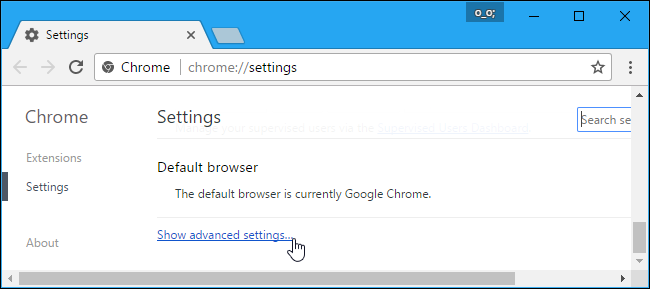 o_o;
Settings
Chrome chrome://settings
Chrome
Extensions
Settings
About
Settings
Search se
Manage your supervised users via the Supervised Users Dashboard
Default browser
The default browser is currently Google Chrome.
Show advanced settings...